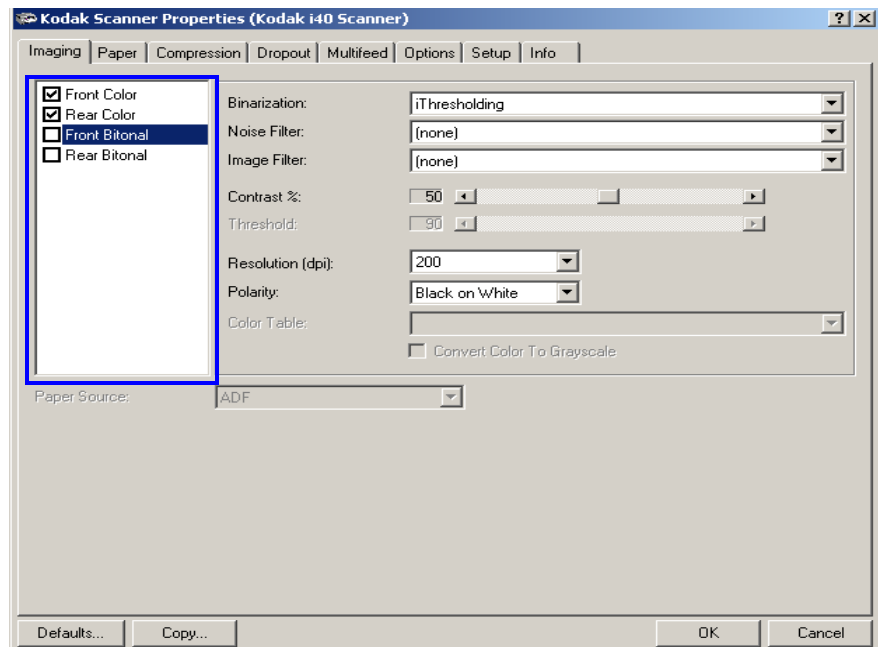 Kodak Scanner Properties (Kodak i40 Scanner)
Imaging Paper Compression Dropout Multifeed Options Setup Info
Front Color
Rear Color
Front Bitonal
Rear Bitonal
Binarization: iThresholding
Noise Filter: (none)
Image Filter: (none)
Contrast %: 50
Threshold: 90
Resolution (dpi): 200
Polarity: Black on White
Color Table:
Convert Color To Grayscale
Paper Source: ADF
Defaults... Copy... OK Cancel